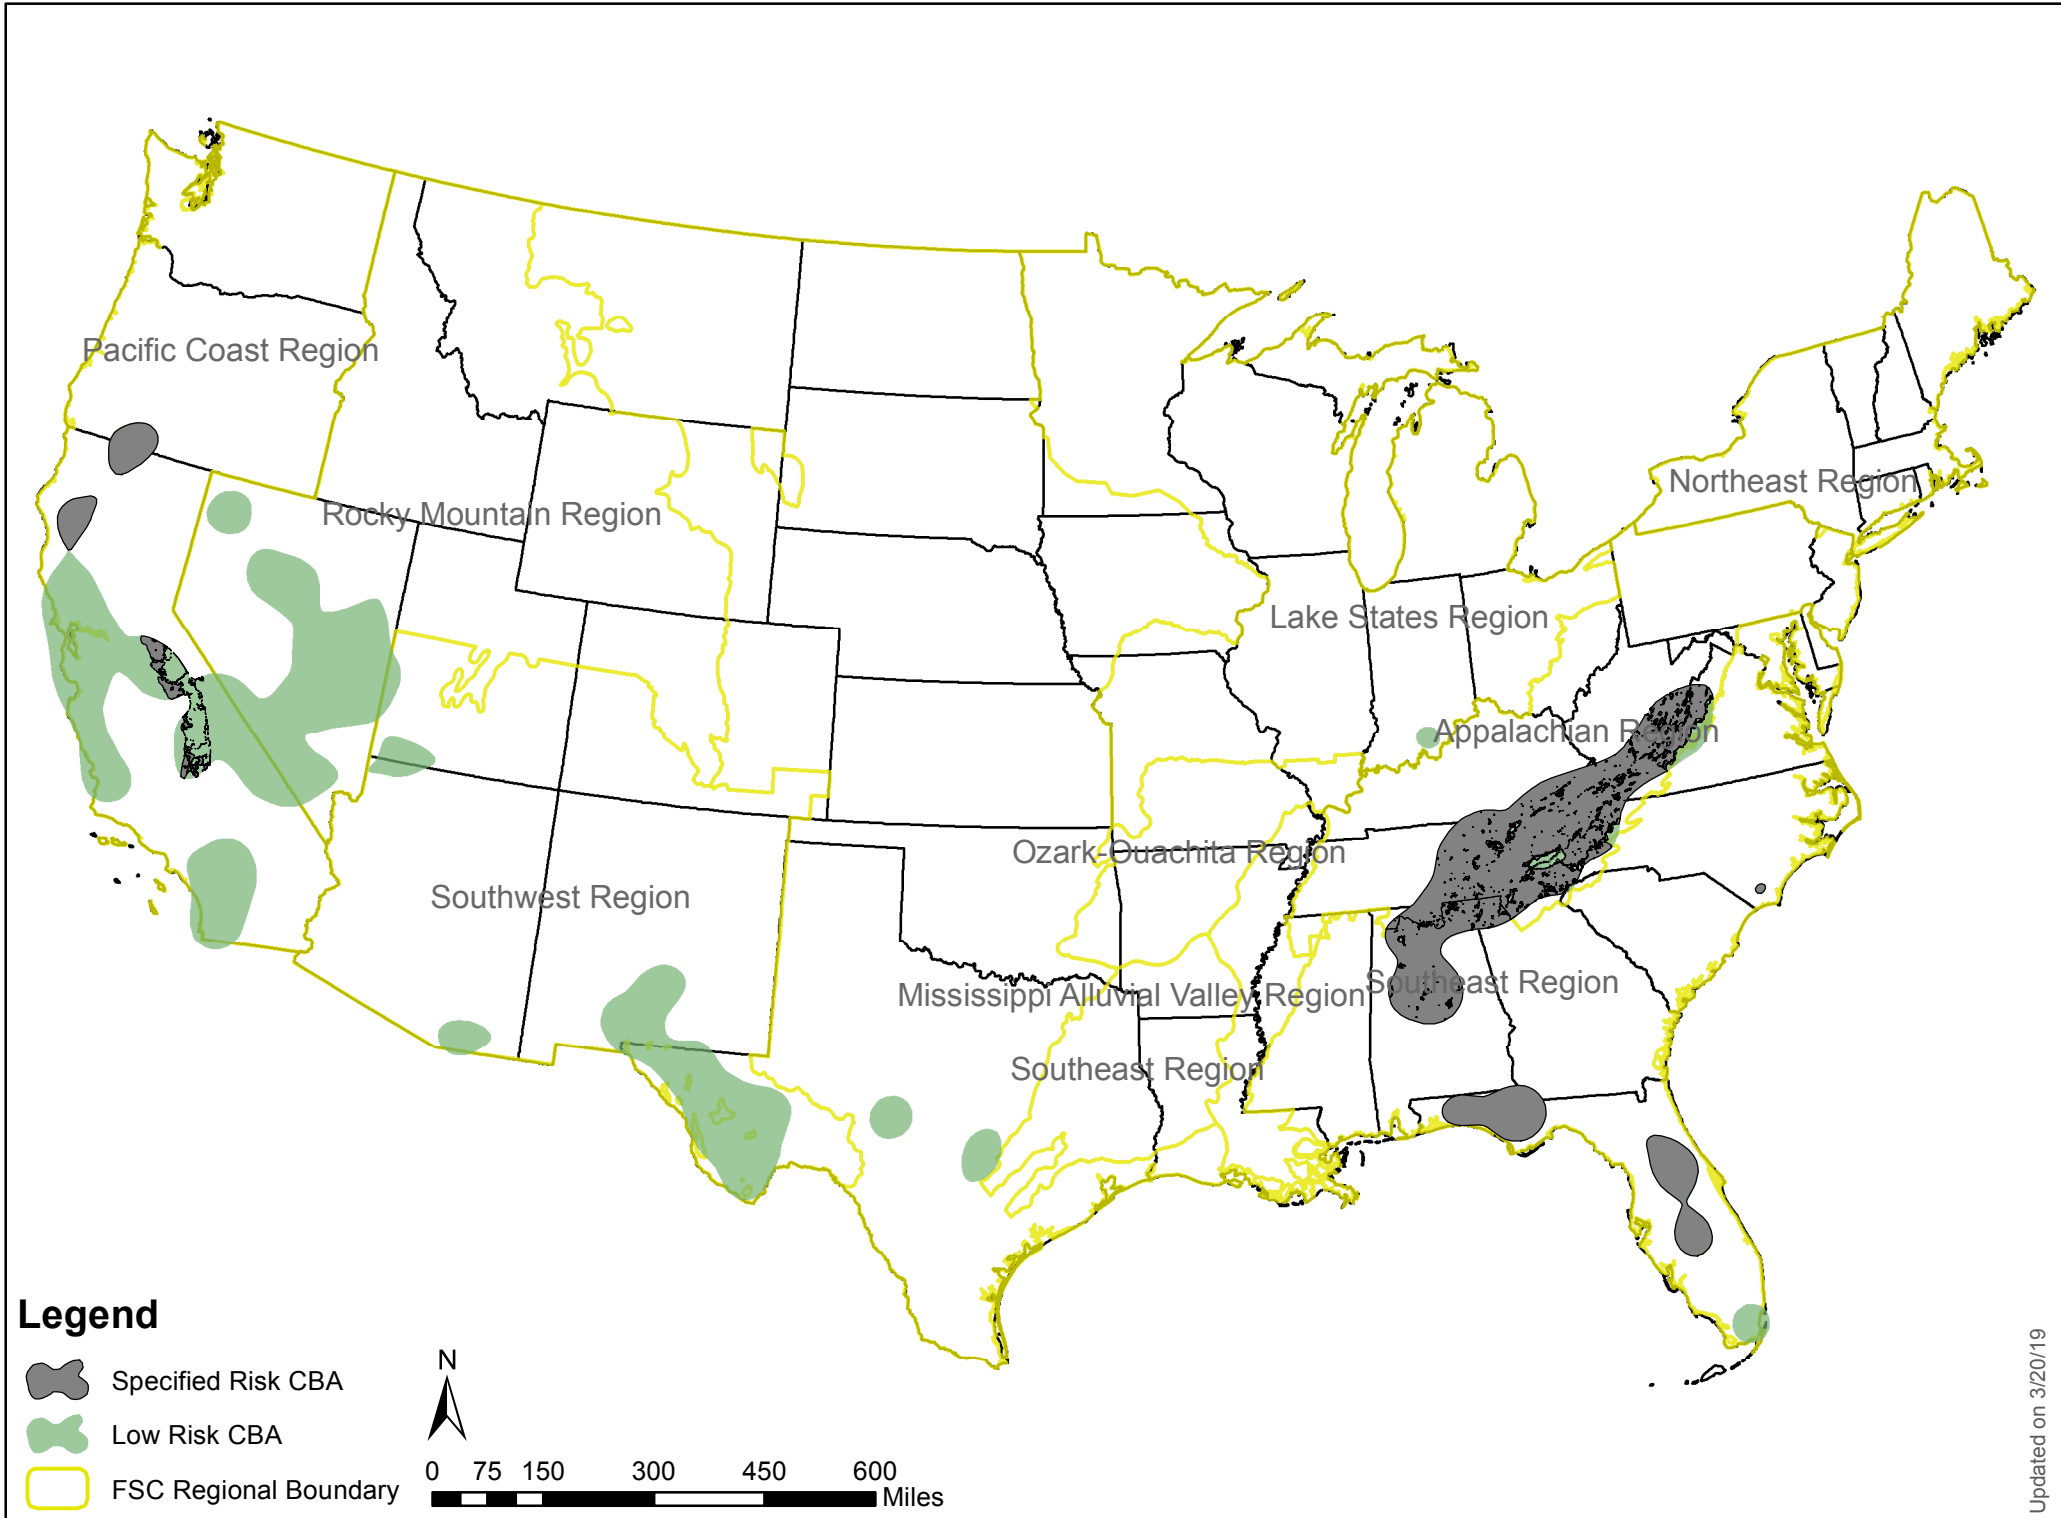 Pacific Coast Region
Northeast Region
Rocky Mountain Region
Lake States Region
Appalachian Region
Ozark-Ouachita Region
Southwest Region
Southeast Region
Mississippi Alluvial Valley Region
Southeast Region
Legend
Specified Risk CBA
Low Risk CBA
FSC Regional Boundary
N
0 75 150 300 450 600
Miles
Updated on 3/20/19